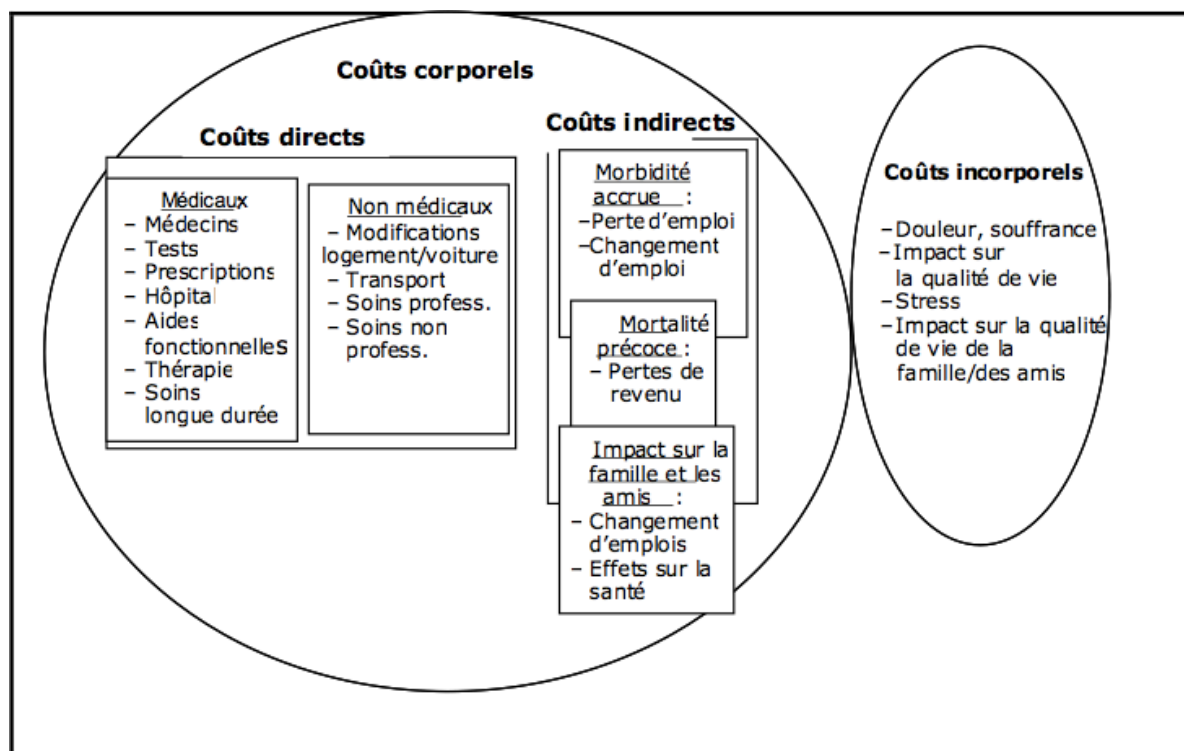 Coûts corporels
Coûts directs
Médicaux
– Médecins
– Tests
– Prescriptions
– Hôpital
– Aides
fonctionnelles
– Thérapie
– Soins
longue durée
Non médicaux
– Modifications
logement/voiture
– Transport
– Soins profess.
– Soins non
profess.
Coûts indirects
Morbidité
accrue :
–Perte d’emploi
–Changement
d’emploi
Mortalité
précoce :
– Pertes de
revenu
Impact sur la
famille et les
amis :
– Changement
d’emplois
– Effets sur la
santé
Coûts incorporels
–Douleur, souffrance
–Impact sur
la qualité de vie
–Stress
–Impact sur la qualité
de vie de la
famille/des amis